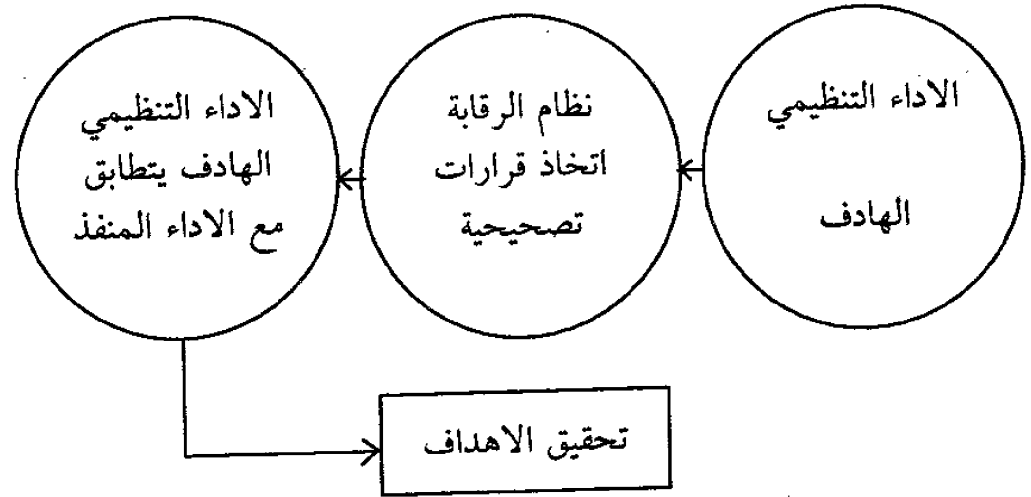 الاداء التنظيمي
الهادف
نظام الرقابة
اتخاذ قرارات
تصحيحية
الاداء التنظيمي
الهادف يتطابق
مع الاداء المنفذ
تحقيق الاهداف